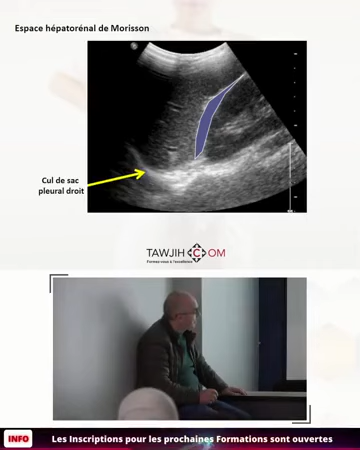 Espace hépatorénal de Morisson
Cul de sac
pleural droit
TAWJIH COM
Formez-vous à l'excellence
INFO
Les Inscriptions pour les prochaines Formations sont ouvertes